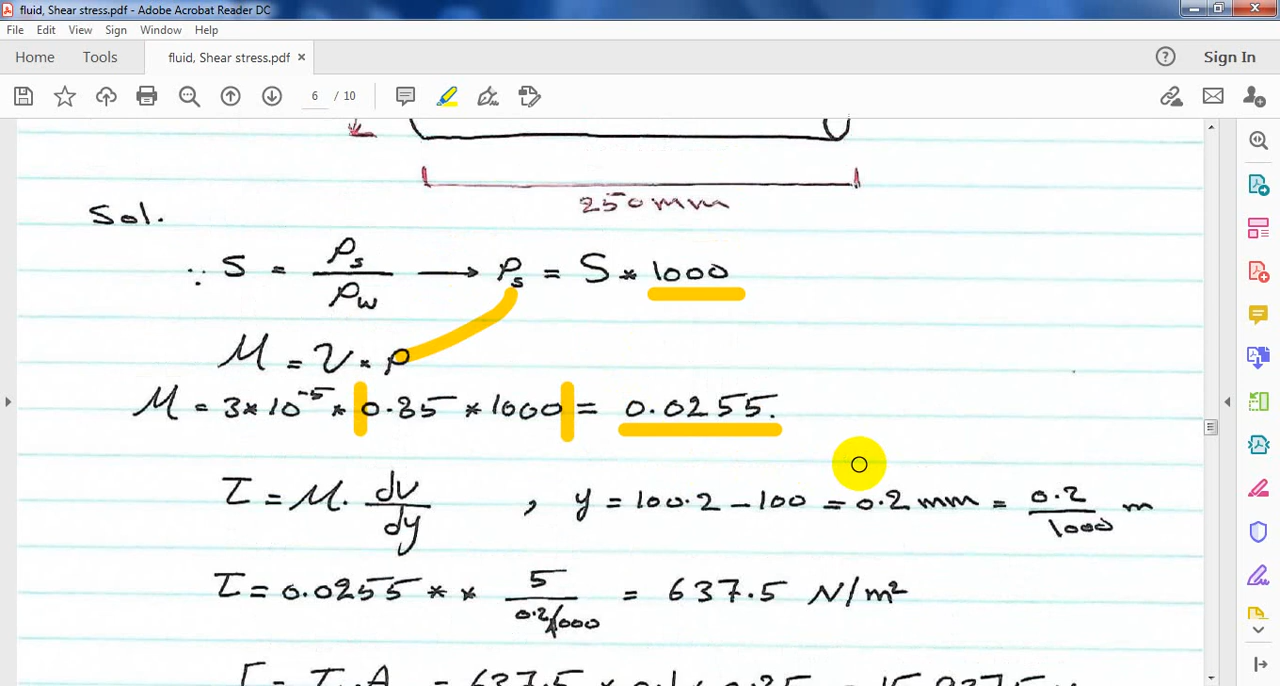 fluid, Shear stress.pdf - Adobe Acrobat Reader DC
File Edit View Sign Window Help
Home Tools fluid, Shear stress.pdf × Sign In
6 / 10
250mm
Sol.
∵ S = ρs/ρw → ρs = S * 1000
μ = ν * ρ
μ = 3*10^-5 * 0.85 * 1000 = 0.0255.
τ = μ. dv/dy , y = 100.2 - 100 = 0.2 mm = 0.2/1000 m
τ = 0.0255 * * 5/(0.2/1000) = 637.5 N/m²